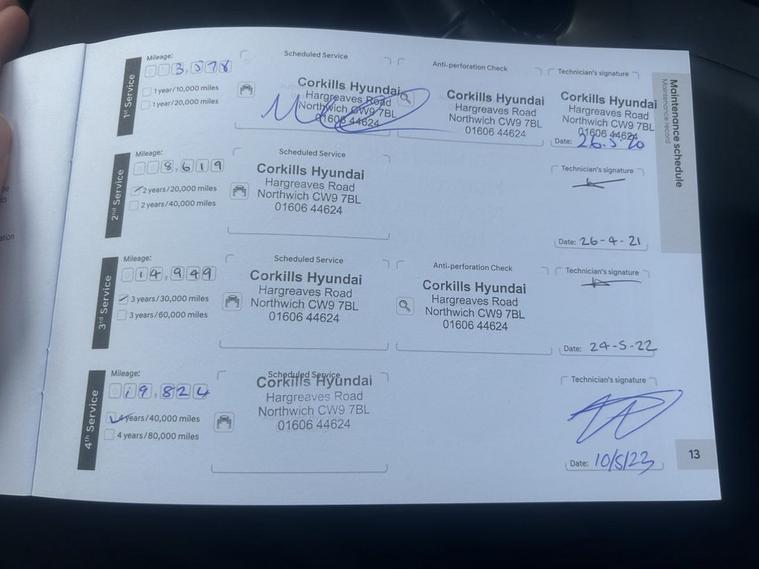 Mileage:
3,578
1 year/10,000 miles
1 year/20,000 miles
1st Service
Scheduled Service
Corkills Hyundai
Hargreaves Road
Northwich CW9 7BL
01606 44624
Anti-perforation Check
Corkills Hyundai
Hargreaves Road
Northwich CW9 7BL
01606 44624
Technician's signature
Corkills Hyundai
Hargreaves Road
Northwich CW9 7BL
01606 44624
Date: 26.5.20
Maintenance schedule
Maintenance record
Mileage:
8,619
2 years/20,000 miles
2 years/40,000 miles
2nd Service
Scheduled Service
Corkills Hyundai
Hargreaves Road
Northwich CW9 7BL
01606 44624
Technician's signature
Date: 26-4-21
Mileage:
14,949
3 years/30,000 miles
3 years/60,000 miles
3rd Service
Scheduled Service
Corkills Hyundai
Hargreaves Road
Northwich CW9 7BL
01606 44624
Anti-perforation Check
Corkills Hyundai
Hargreaves Road
Northwich CW9 7BL
01606 44624
Technician's signature
Date: 24-5-22
Mileage:
19,824
4 years/40,000 miles
4 years/80,000 miles
4th Service
Scheduled Service
Corkills Hyundai
Hargreaves Road
Northwich CW9 7BL
01606 44624
Technician's signature
Date: 10/5/23
13